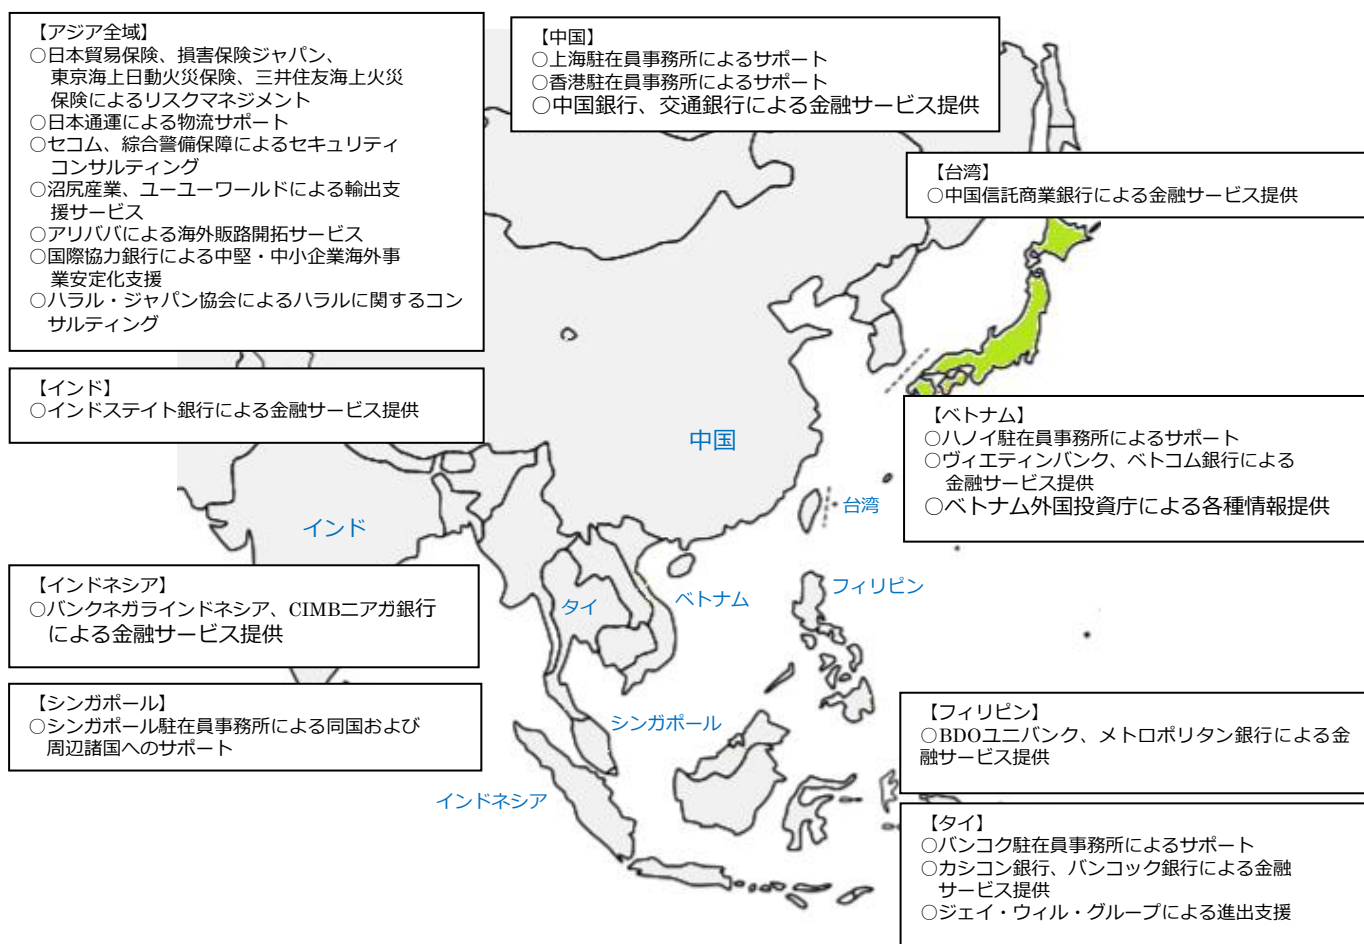 【アジア全域】
○日本貿易保険、損害保険ジャパン、
東京海上日動火災保険、三井住友海上火災
保険によるリスクマネジメント
○日本通運による物流サポート
○セコム、綜合警備保障によるセキュリティ
コンサルティング
○沼尻産業、ユーユーワールドによる輸出支
援サービス
○アリババによる海外販路開拓サービス
○国際協力銀行による中堅・中小企業海外事
業安定化支援
○ハラル・ジャパン協会によるハラルに関するコン
サルティング
【中国】
○上海駐在員事務所によるサポート
○香港駐在員事務所によるサポート
○中国銀行、交通銀行による金融サービス提供
【台湾】
○中国信託商業銀行による金融サービス提供
【インド】
○インドステイト銀行による金融サービス提供
【ベトナム】
○ハノイ駐在員事務所によるサポート
○ヴィエティンバンク、ベトコム銀行による
金融サービス提供
○ベトナム外国投資庁による各種情報提供
中国
台湾
インド
【インドネシア】
○バンクネガラインドネシア、CIMBニアガ銀行
による金融サービス提供
タイ
ベトナム
フィリピン
【シンガポール】
○シンガポール駐在員事務所による同国および
周辺諸国へのサポート
シンガポール
インドネシア
【フィリピン】
○BDOユニバンク、メトロポリタン銀行による金
融サービス提供
【タイ】
○バンコク駐在員事務所によるサポート
○カシコン銀行、バンコック銀行による金融
サービス提供
○ジェイ・ウィル・グループによる進出支援